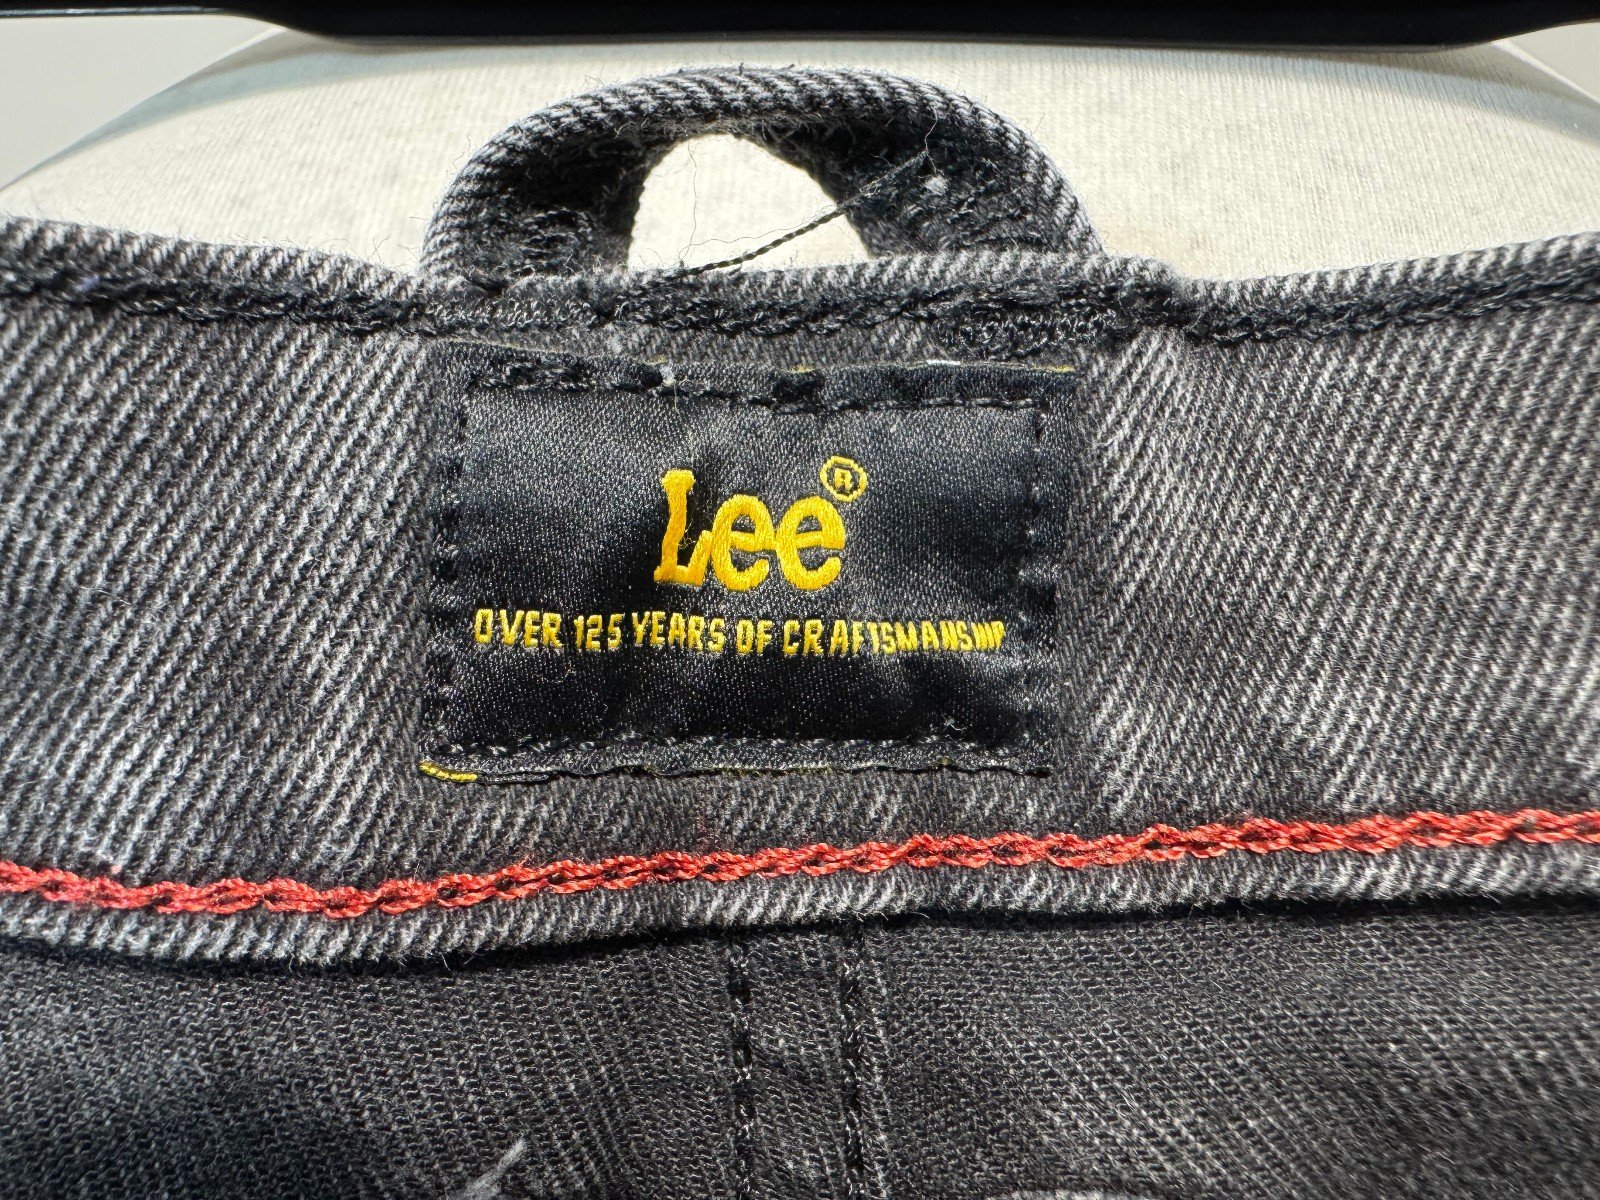 Lee®
OVER 125 YEARS OF CRAFTSMANSHIP